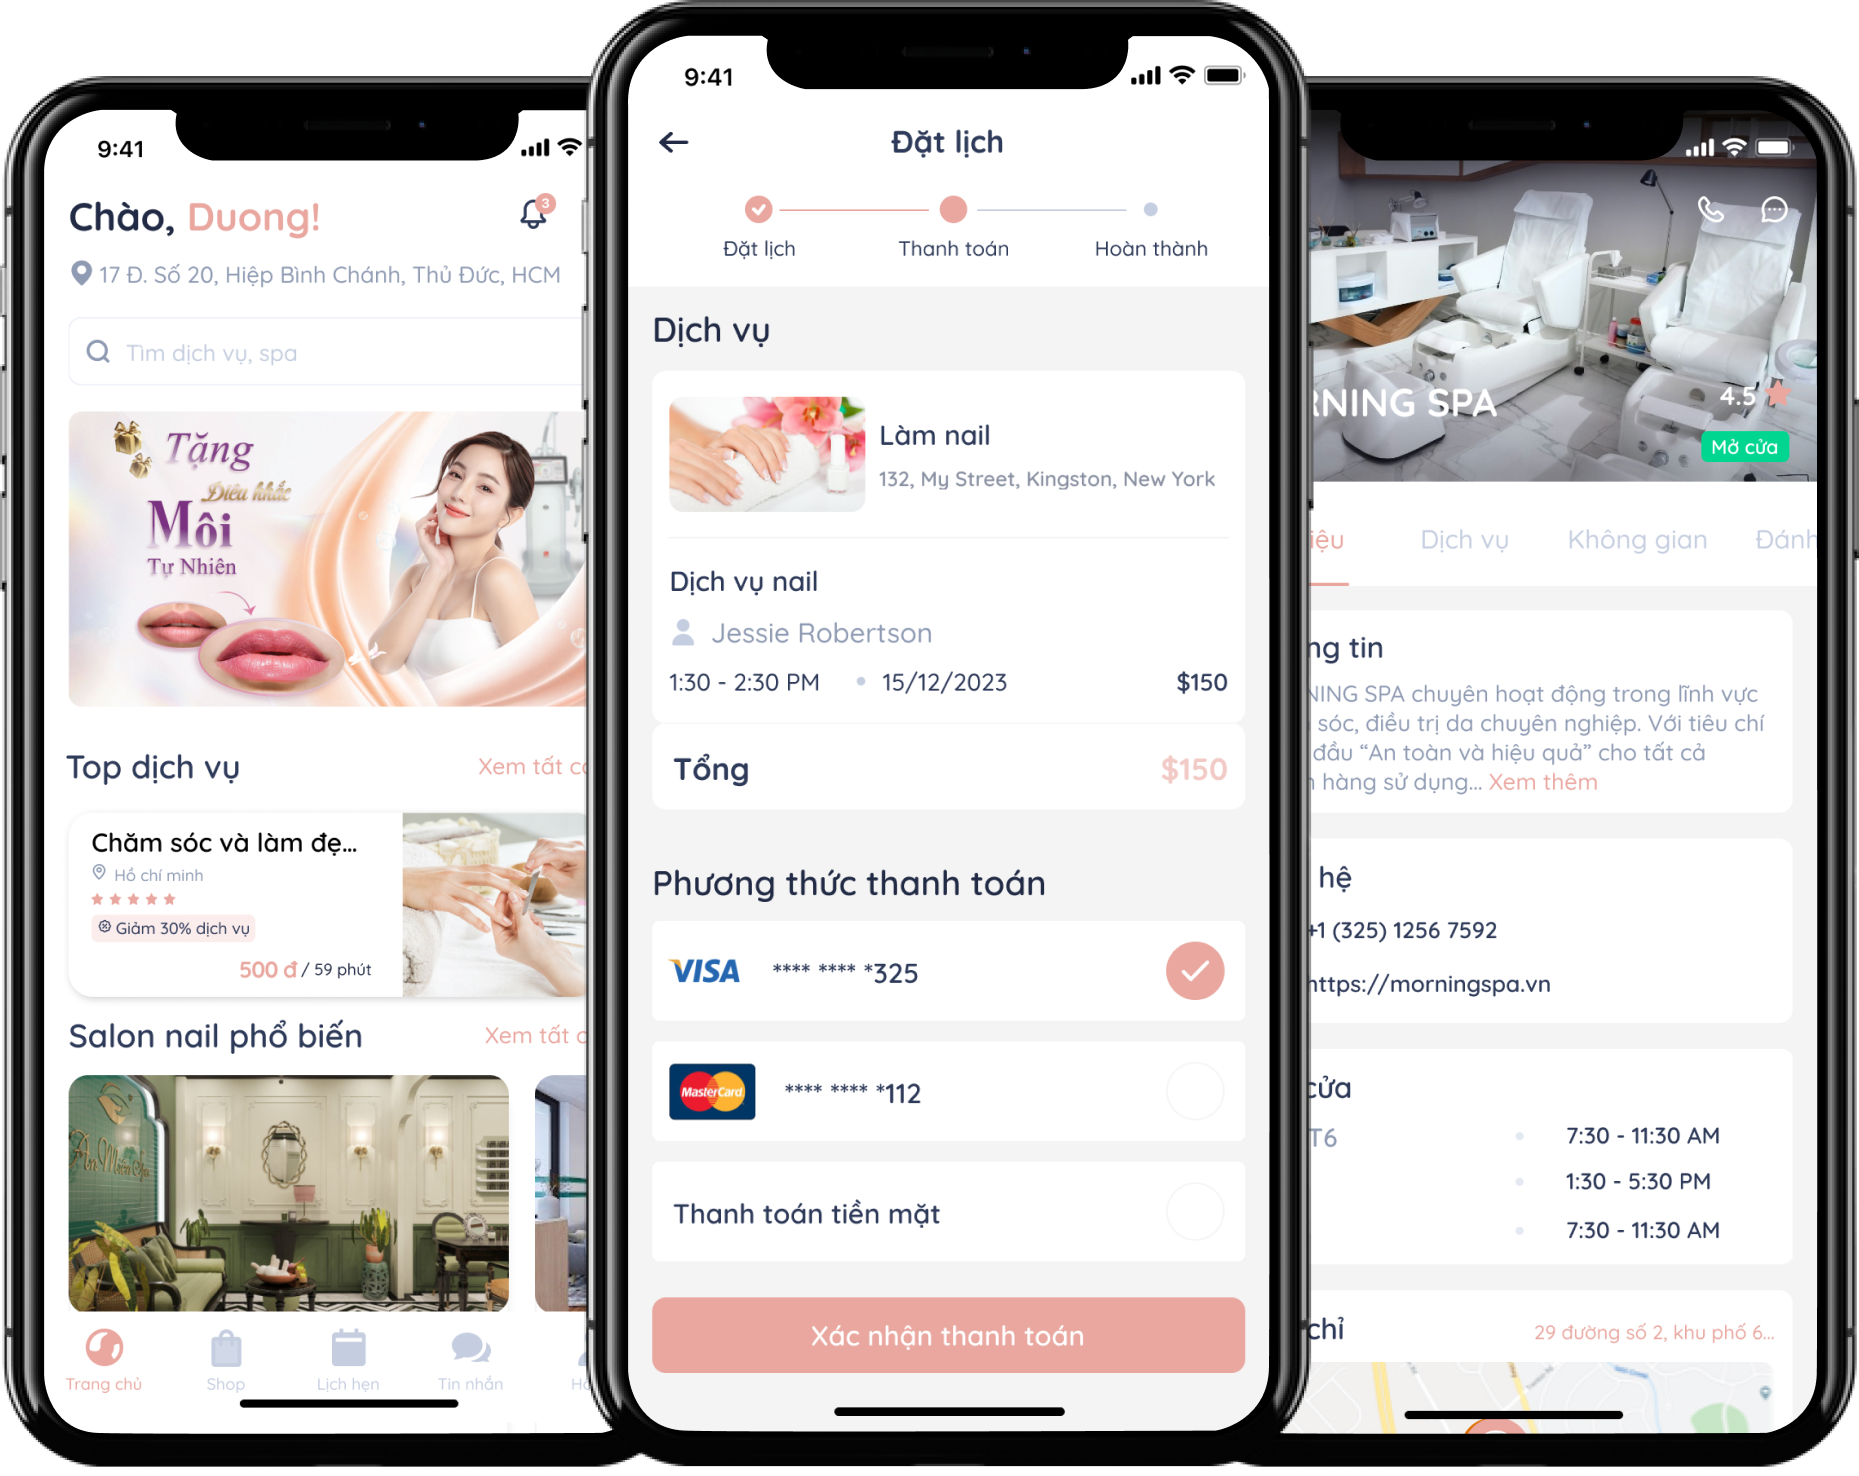 9:41
Chào, Duong!
3
17 Đ. Số 20, Hiệp Bình Chánh, Thủ Đức, HCM
Tìm dịch vụ, spa
Tặng
Điêu khắc
Môi
Tự Nhiên
Top dịch vụ
Xem tất cả
Chăm sóc và làm đẹ...
Hồ chí minh
Giảm 30% dịch vụ
500 đ / 59 phút
Salon nail phổ biến
Xem tất c
Trang chủ
Shop
Lịch hẹn
Tin nhắn
9:41
Đặt lịch
Đặt lịch
Thanh toán
Hoàn thành
Dịch vụ
Làm nail
132, My Street, Kingston, New York
Dịch vụ nail
Jessie Robertson
1:30 - 2:30 PM
15/12/2023
$150
Tổng
$150
Phương thức thanh toán
VISA
**** **** *325
MasterCard
**** **** *112
Thanh toán tiền mặt
Xác nhận thanh toán
RNING SPA
4.5
Mở cửa
iệu
Dịch vụ
Không gian
Đánh
ng tin
NING SPA chuyên hoạt động trong lĩnh vực
sóc, điều trị da chuyên nghiệp. Với tiêu chí
đầu “An toàn và hiệu quả” cho tất cả
hàng sử dụng... Xem thêm
hệ
+1 (325) 1256 7592
https://morningspa.vn
cửa
T6
7:30 - 11:30 AM
1:30 - 5:30 PM
7:30 - 11:30 AM
chỉ
29 đường số 2, khu phố 6...